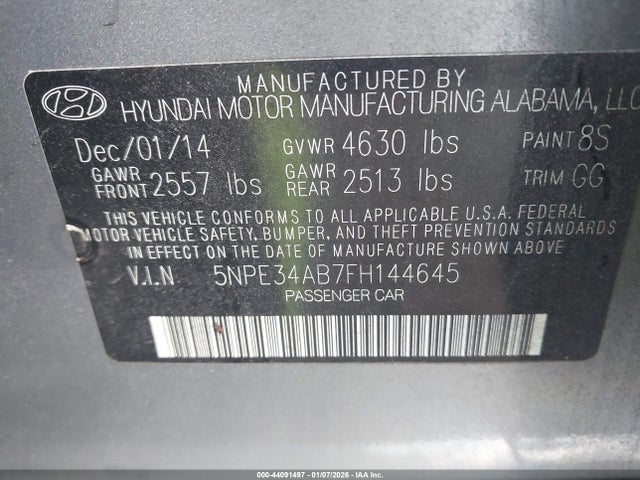 MANUFACTURED BY
HYUNDAI MOTOR MANUFACTURING ALABAMA, LLC
Dec/01/14 GVWR 4630 lbs PAINT 8S
GAWR FRONT 2557 lbs GAWR REAR 2513 lbs TRIM GG
THIS VEHICLE CONFORMS TO ALL APPLICABLE U.S.A. FEDERAL
MOTOR VEHICLE SAFETY, BUMPER, AND THEFT PREVENTION STANDARDS
IN EFFECT ON THE DATE OF MANUFACTURE SHOWN ABOVE
V.I.N 5NPE34AB7FH144645
PASSENGER CAR
000-44091497 - 01/07/2026 - IAAI.COM